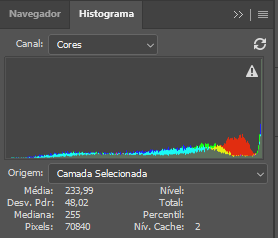 Navegador Histograma
Canal: Cores
Origem: Camada Selecionada
Média: 233,99 Nível:
Desv. Pdr: 48,02 Total:
Mediana: 255 Percentil:
Pixels: 70840 Nív. Cache: 2